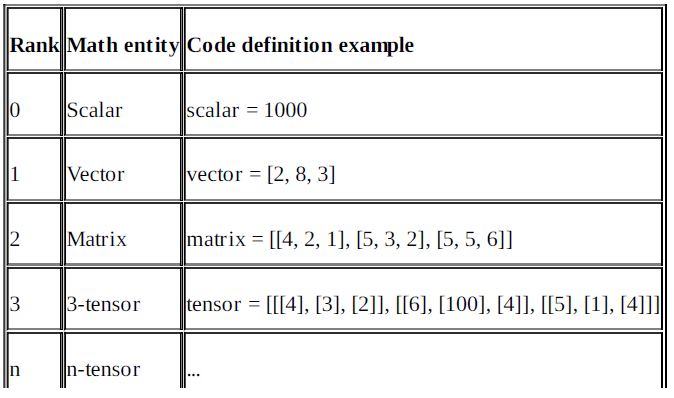 Rank Math entity Code definition example
0 Scalar scalar = 1000
1 Vector vector = [2, 8, 3]
2 Matrix matrix = [[4, 2, 1], [5, 3, 2], [5, 5, 6]]
3 3-tensor tensor = [[[4], [3], [2]], [[6], [100], [4]], [[5], [1], [4]]]
n n-tensor ...